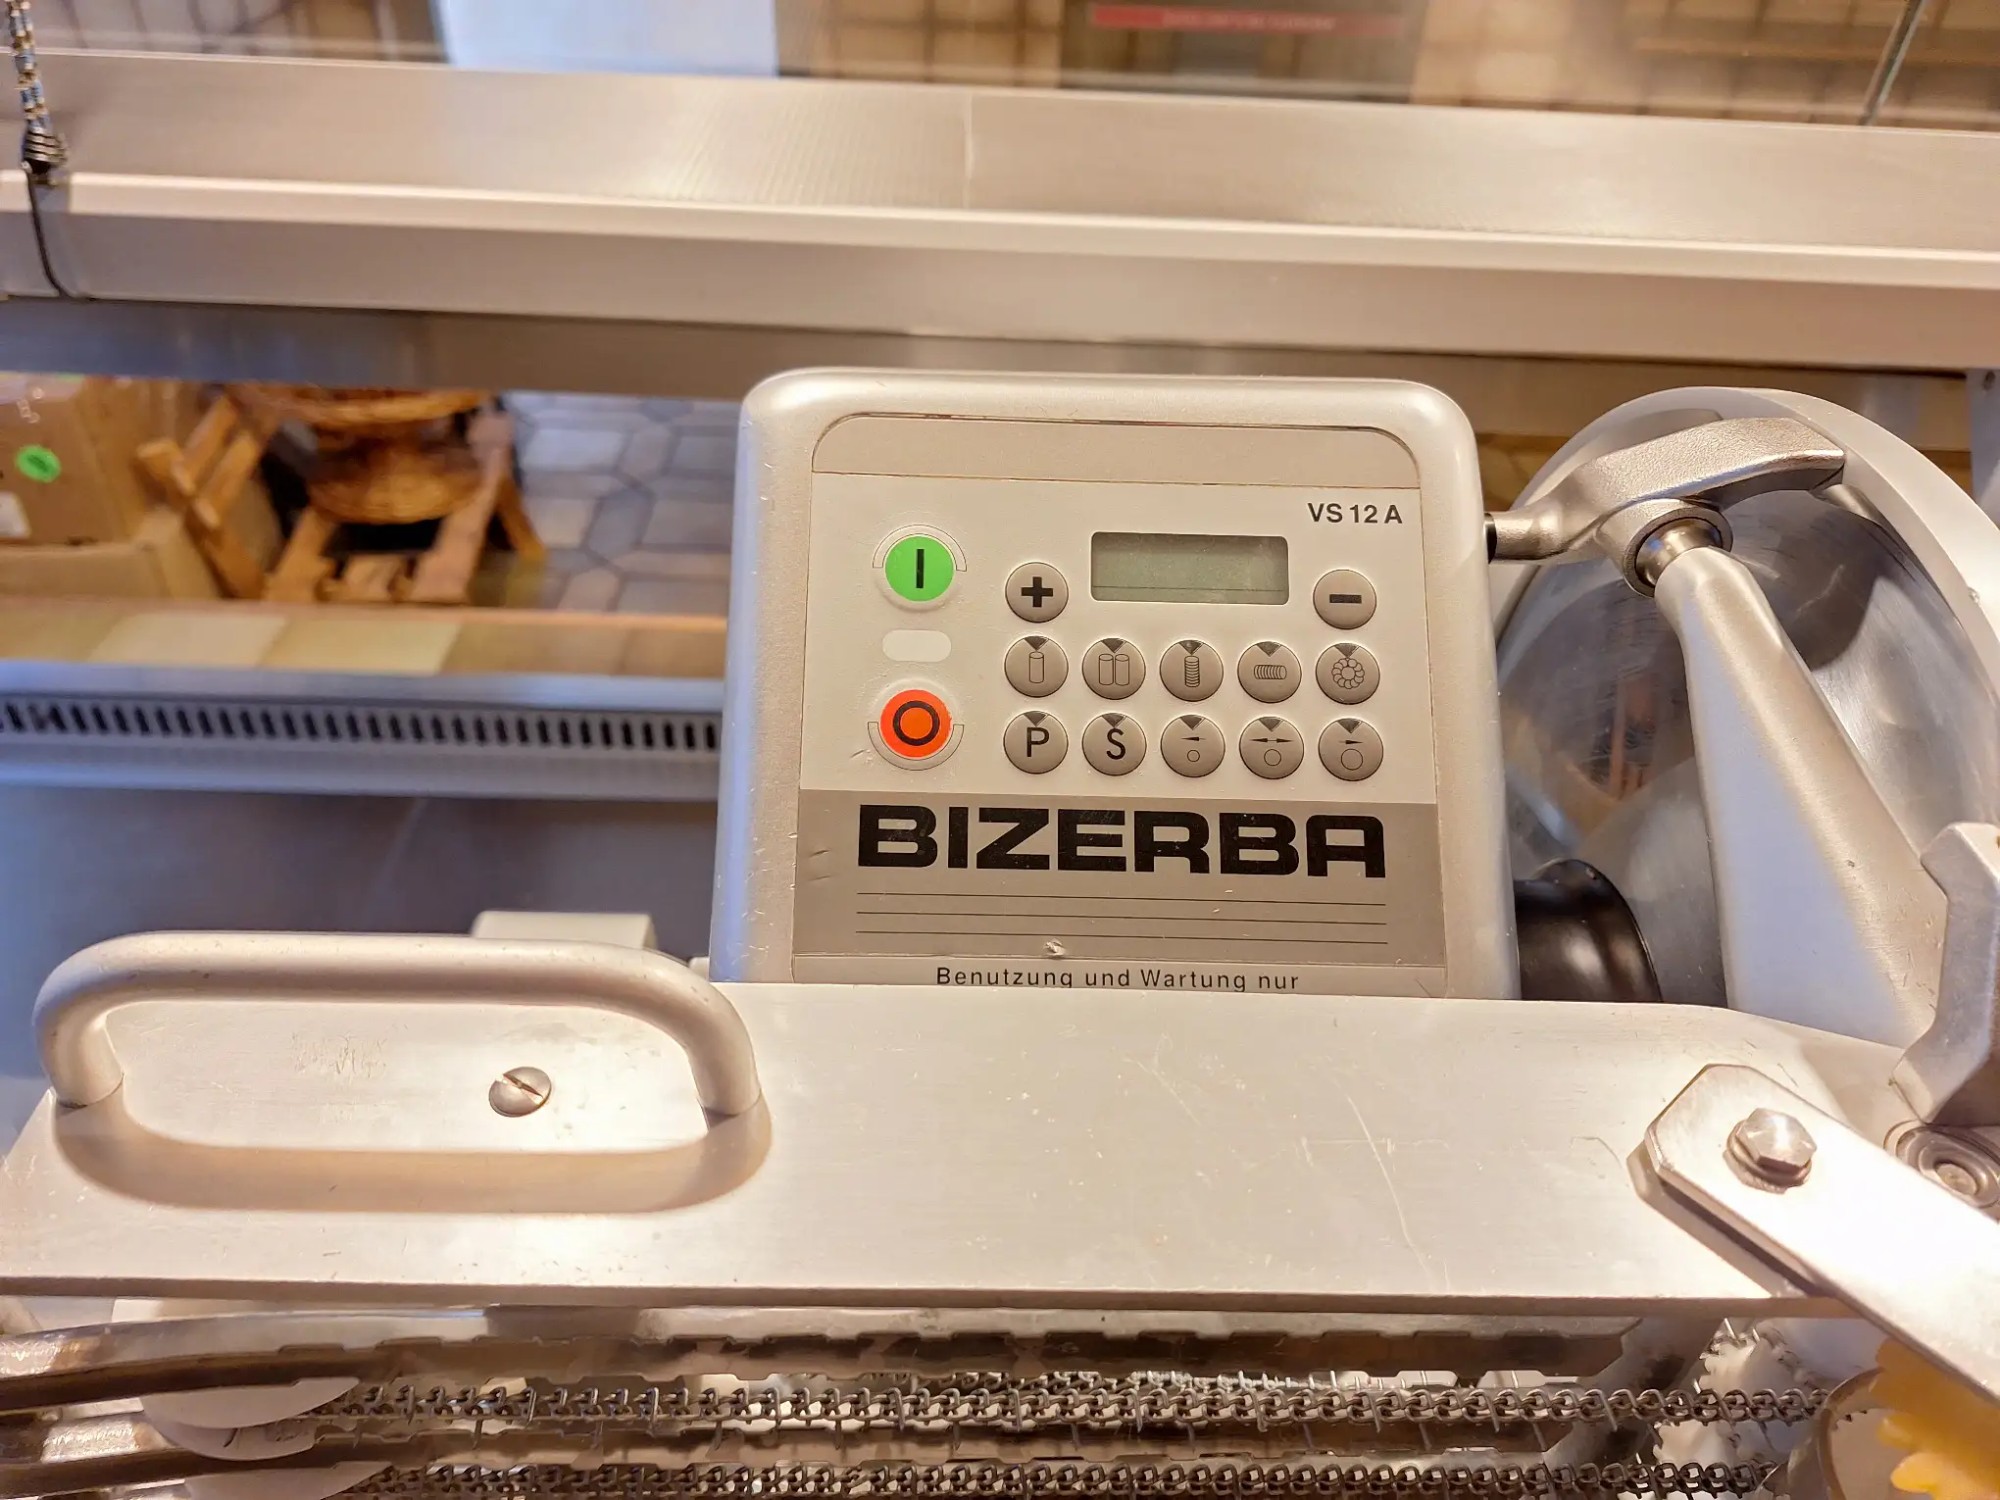 VS 12 A
I
+
-
O
P
S
BIZERBA
Benutzung und Wartung nur